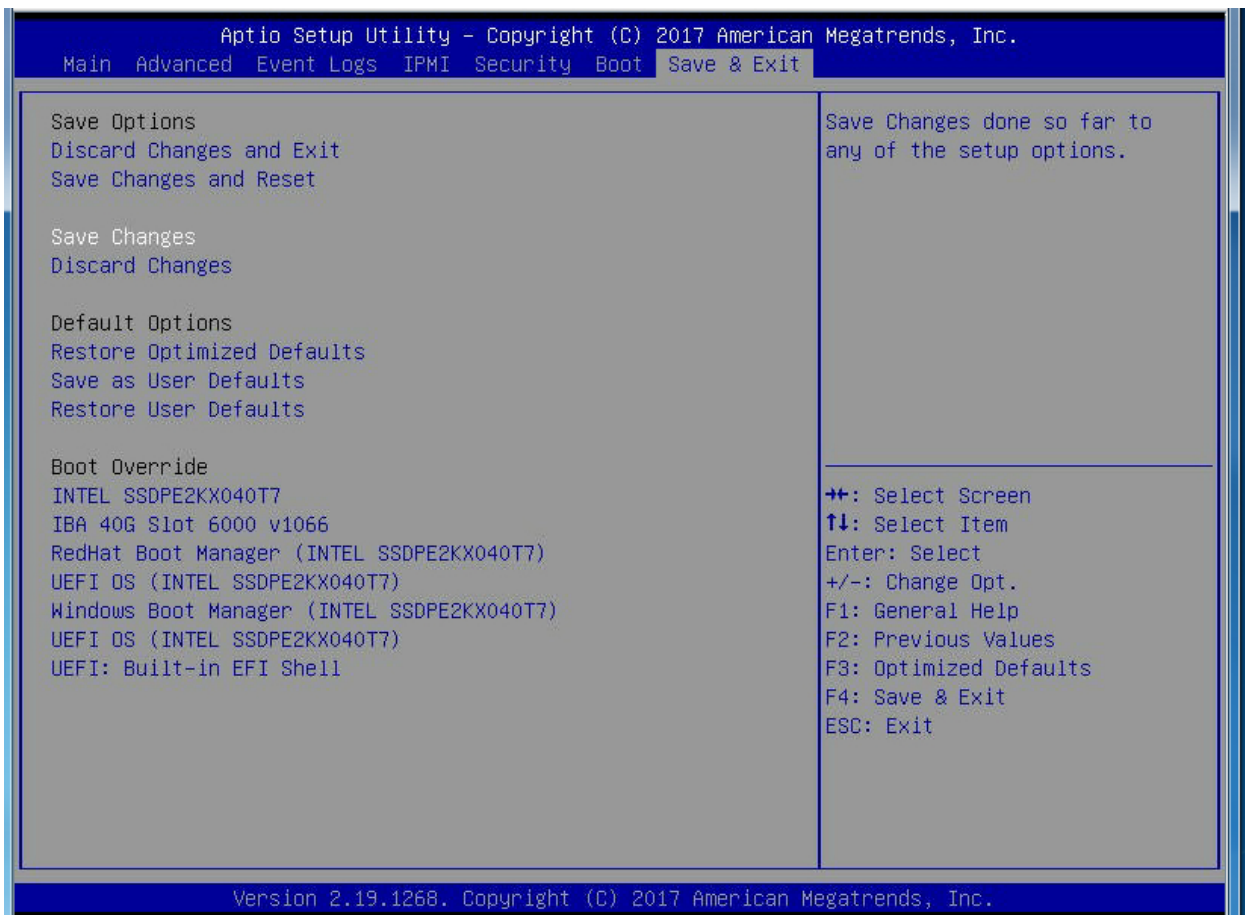 Aptio Setup Utility – Copyright (C) 2017 American Megatrends, Inc.
Main Advanced Event Logs IPMI Security Boot Save & Exit
Save Options
Discard Changes and Exit
Save Changes and Reset
Save Changes
Discard Changes
Default Options
Restore Optimized Defaults
Save as User Defaults
Restore User Defaults
Boot Override
INTEL SSDPE2KX040T7
IBA 40G Slot 6000 v1066
RedHat Boot Manager (INTEL SSDPE2KX040T7)
UEFI OS (INTEL SSDPE2KX040T7)
Windows Boot Manager (INTEL SSDPE2KX040T7)
UEFI OS (INTEL SSDPE2KX040T7)
UEFI: Built-in EFI Shell
Save Changes done so far to
any of the setup options.
→←: Select Screen
↑↓: Select Item
Enter: Select
+/-: Change Opt.
F1: General Help
F2: Previous Values
F3: Optimized Defaults
F4: Save & Exit
ESC: Exit
Version 2.19.1268. Copyright (C) 2017 American Megatrends, Inc.